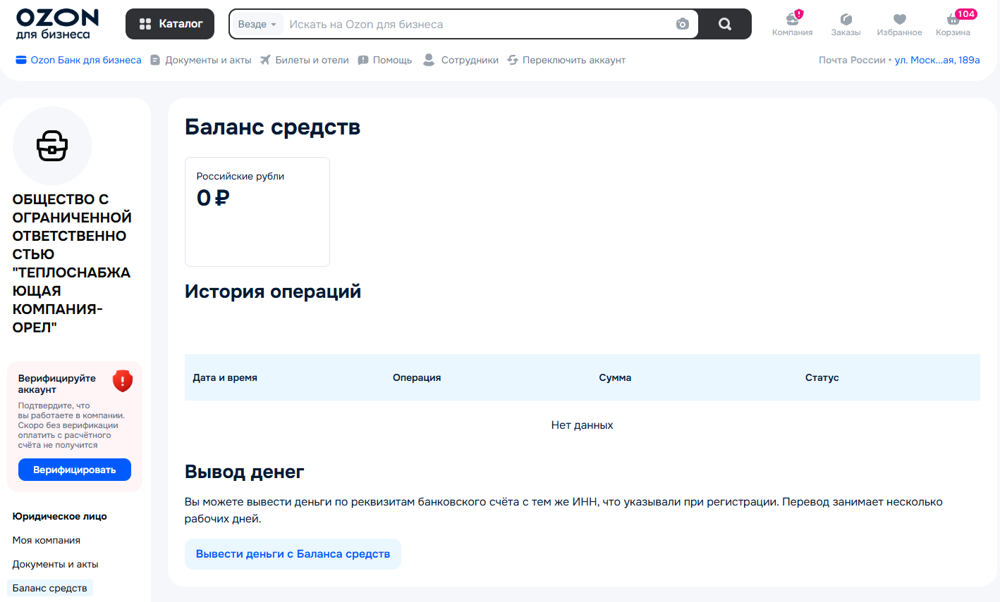 OZON
для бизнеса
Каталог
Везде
Искать на Ozon для бизнеса
Компания
Заказы
Избранное
104
Корзина
Ozon Банк для бизнеса
Документы и акты
Билеты и отели
Помощь
Сотрудники
Переключить аккаунт
Почта России • ул. Моск...ая, 189а
ОБЩЕСТВО С
ОГРАНИЧЕННОЙ
ОТВЕТСТВЕННО
СТЬЮ
"ТЕПЛОСНАБЖА
ЮЩАЯ
КОМПАНИЯ-
ОРЕЛ"
Верифицируйте
аккаунт
Подтвердите, что
вы работаете в компании.
Скоро без верификации
оплатить с расчётного
счёта не получится
Верифицировать
Юридическое лицо
Моя компания
Документы и акты
Баланс средств
Баланс средств
Российские рубли
0 ₽
История операций
Дата и время
Операция
Сумма
Статус
Нет данных
Вывод денег
Вы можете вывести деньги по реквизитам банковского счёта с тем же ИНН, что указывали при регистрации. Перевод занимает несколько
рабочих дней.
Вывести деньги с Баланса средств